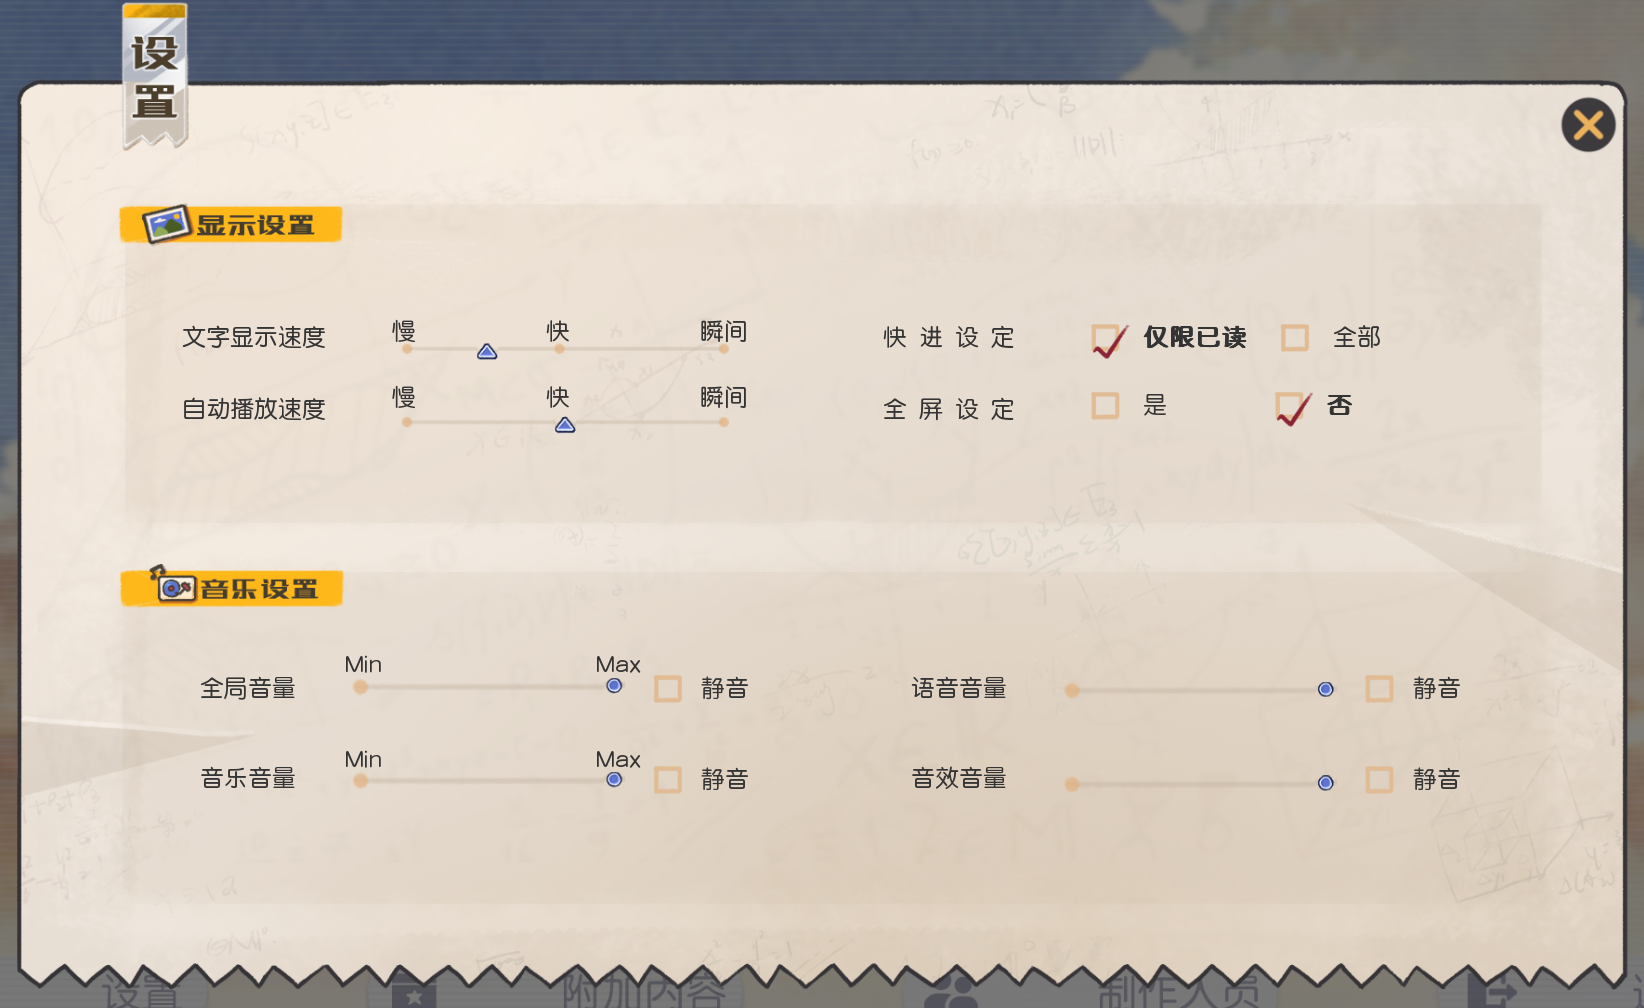 设置
显示设置
文字显示速度 慢 快 瞬间 快进设定 仅限已读 全部
自动播放速度 慢 快 瞬间 全屏设定 是 否
音乐设置
全局音量 Min Max 静音 语音音量 静音
音乐音量 Min Max 静音 音效音量 静音
设置 附加内容 制作人员